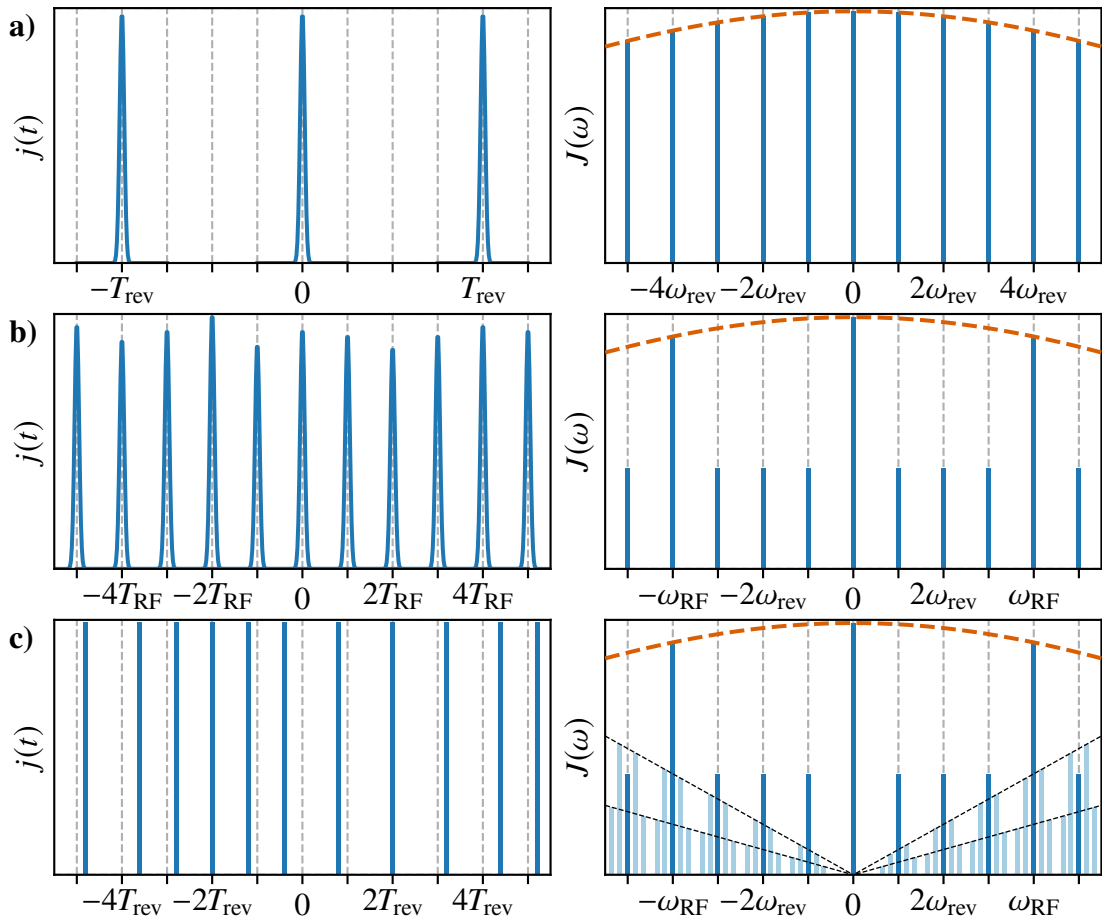 a)
j(t)
−T_rev 0 T_rev
J(ω)
−4ω_rev −2ω_rev 0 2ω_rev 4ω_rev
b)
j(t)
−4T_RF −2T_RF 0 2T_RF 4T_RF
J(ω)
−ω_RF −2ω_rev 0 2ω_rev ω_RF
c)
j(t)
−4T_rev −2T_rev 0 2T_rev 4T_rev
J(ω)
−ω_RF −2ω_rev 0 2ω_rev ω_RF